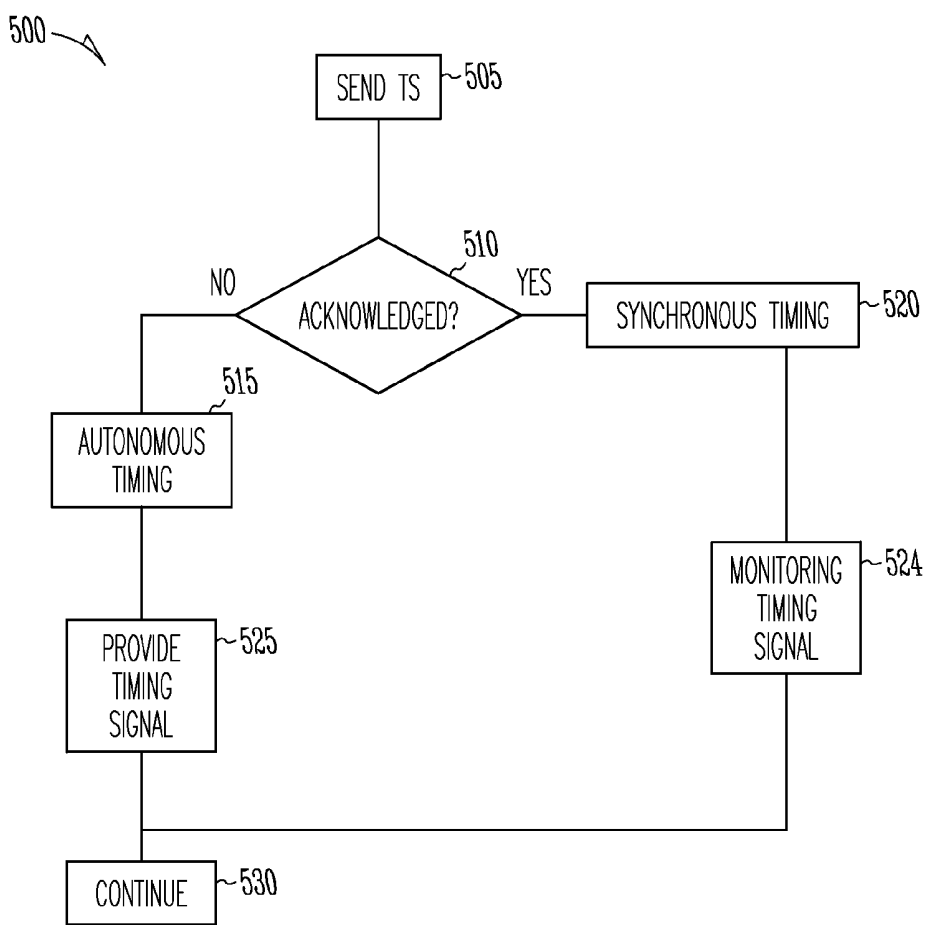 500
SEND TS
505
510
NO
YES
ACKNOWLEDGED?
SYNCHRONOUS TIMING
520
515
AUTONOMOUS
TIMING
MONITORING
TIMING
SIGNAL
524
PROVIDE
TIMING
SIGNAL
525
CONTINUE
530